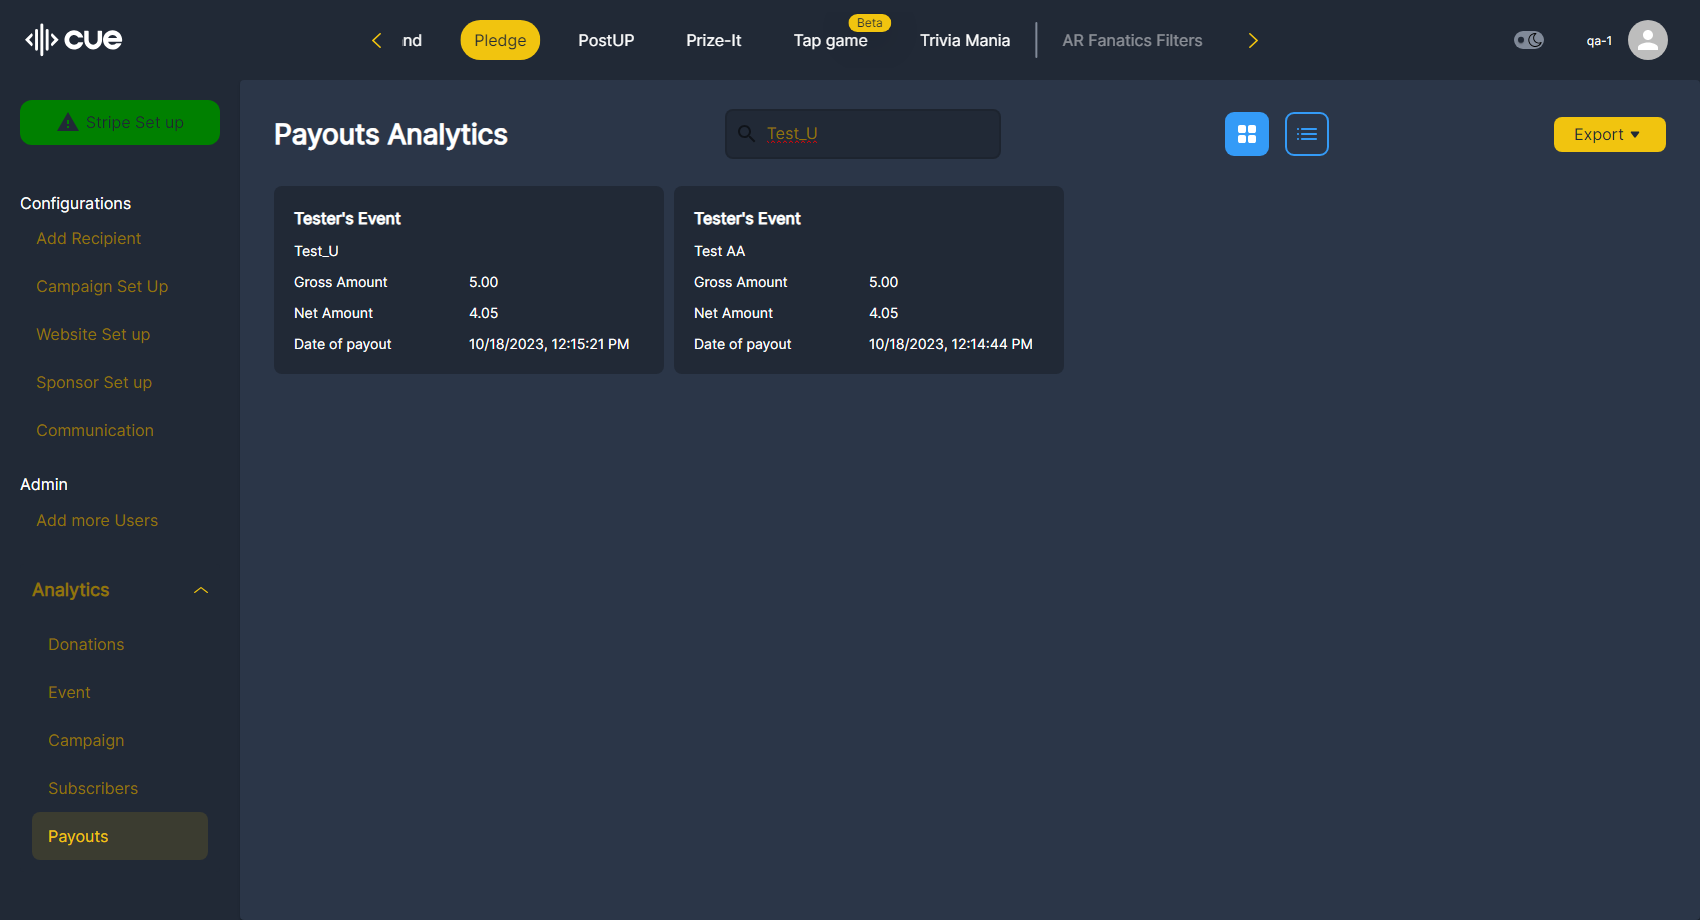 cue
nd
Pledge
PostUP
Prize-It
Tap game
Beta
Trivia Mania
AR Fanatics Filters
qa-1
Stripe Set up
Configurations
Add Recipient
Campaign Set Up
Website Set up
Sponsor Set up
Communication
Admin
Add more Users
Analytics
Donations
Event
Campaign
Subscribers
Payouts
Payouts Analytics
Test_U
Export
Tester's Event
Test_U
Gross Amount 5.00
Net Amount 4.05
Date of payout 10/18/2023, 12:15:21 PM
Tester's Event
Test AA
Gross Amount 5.00
Net Amount 4.05
Date of payout 10/18/2023, 12:14:44 PM